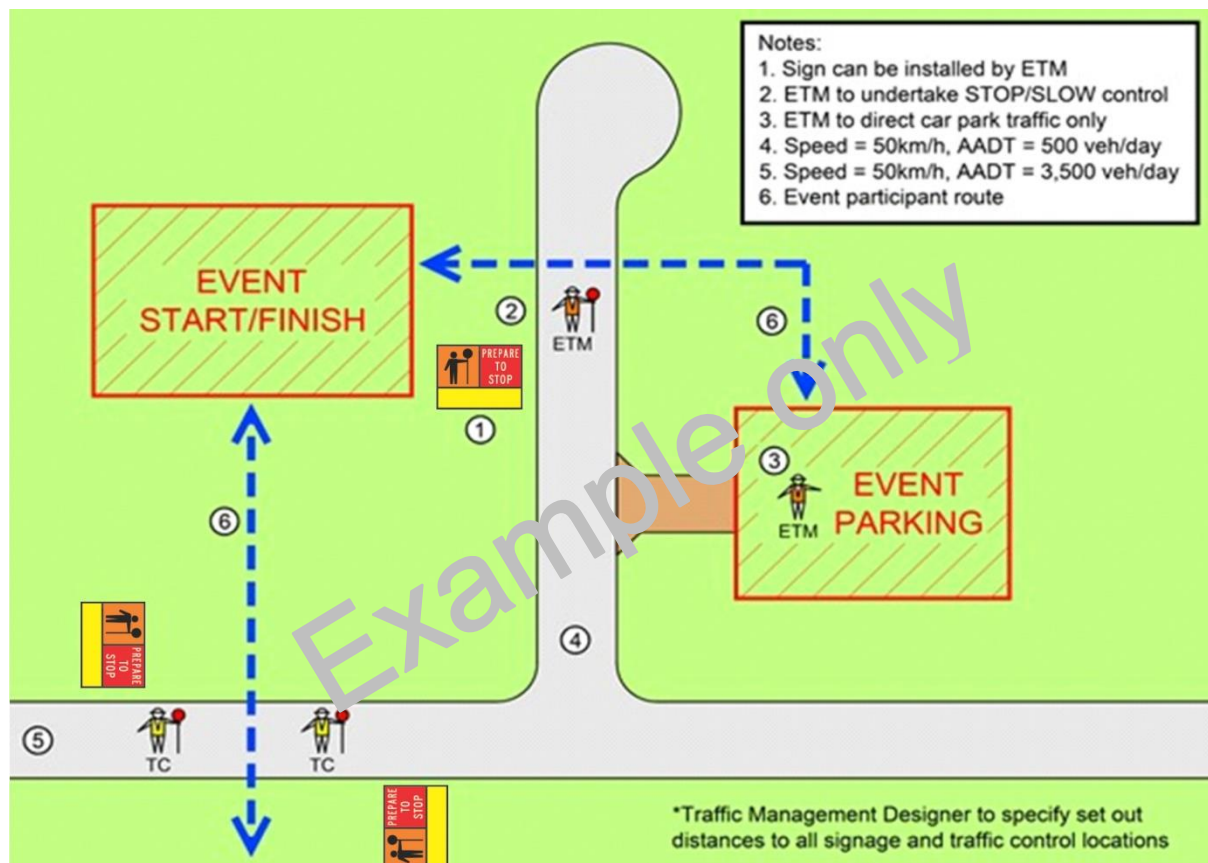 Notes:
1. Sign can be installed by ETM
2. ETM to undertake STOP/SLOW control
3. ETM to direct car park traffic only
4. Speed = 50km/h, AADT = 500 veh/day
5. Speed = 50km/h, AADT = 3,500 veh/day
6. Event participant route
EVENT
START/FINISH
2
ETM
6
PREPARE
TO
STOP
1
3
ETM
EVENT
PARKING
6
Example only
4
PREPARE
TO
STOP
5
TC
TC
PREPARE
TO
STOP
*Traffic Management Designer to specify set out
distances to all signage and traffic control locations